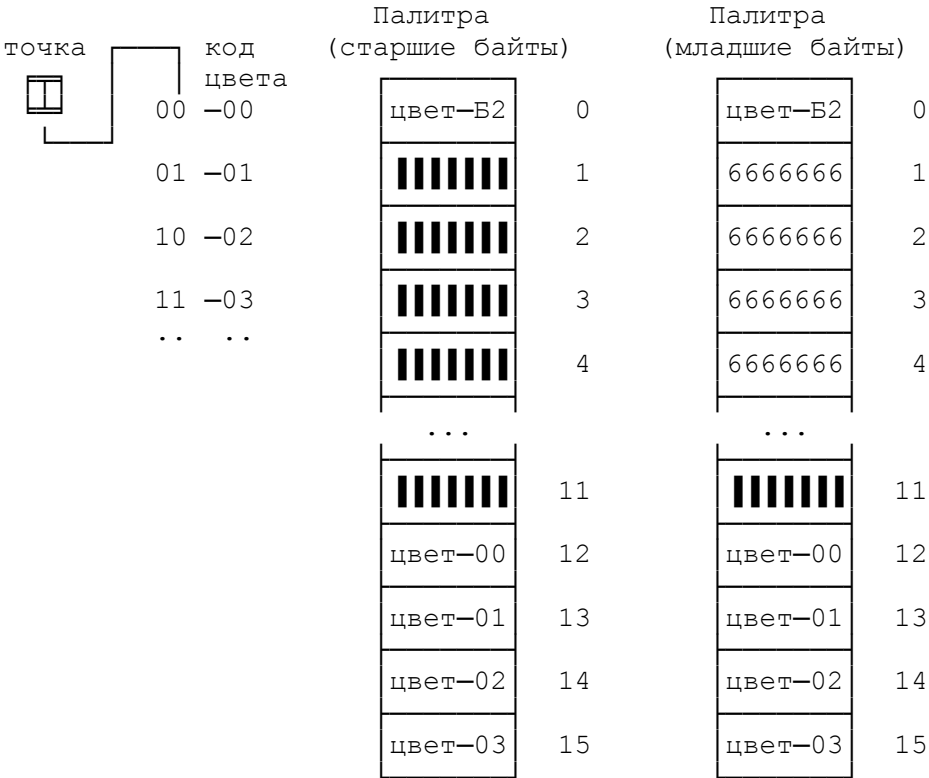 Палитра Палитра
точка код (старшие байты) (младшие байты)
цвета
00 —00 цвет—Б2 0 цвет—Б2 0
01 —01 1 6666666 1
10 —02 2 6666666 2
11 —03 3 6666666 3
.. .. 4 6666666 4
... ...
11 11
цвет—00 12 цвет—00 12
цвет—01 13 цвет—01 13
цвет—02 14 цвет—02 14
цвет—03 15 цвет—03 15